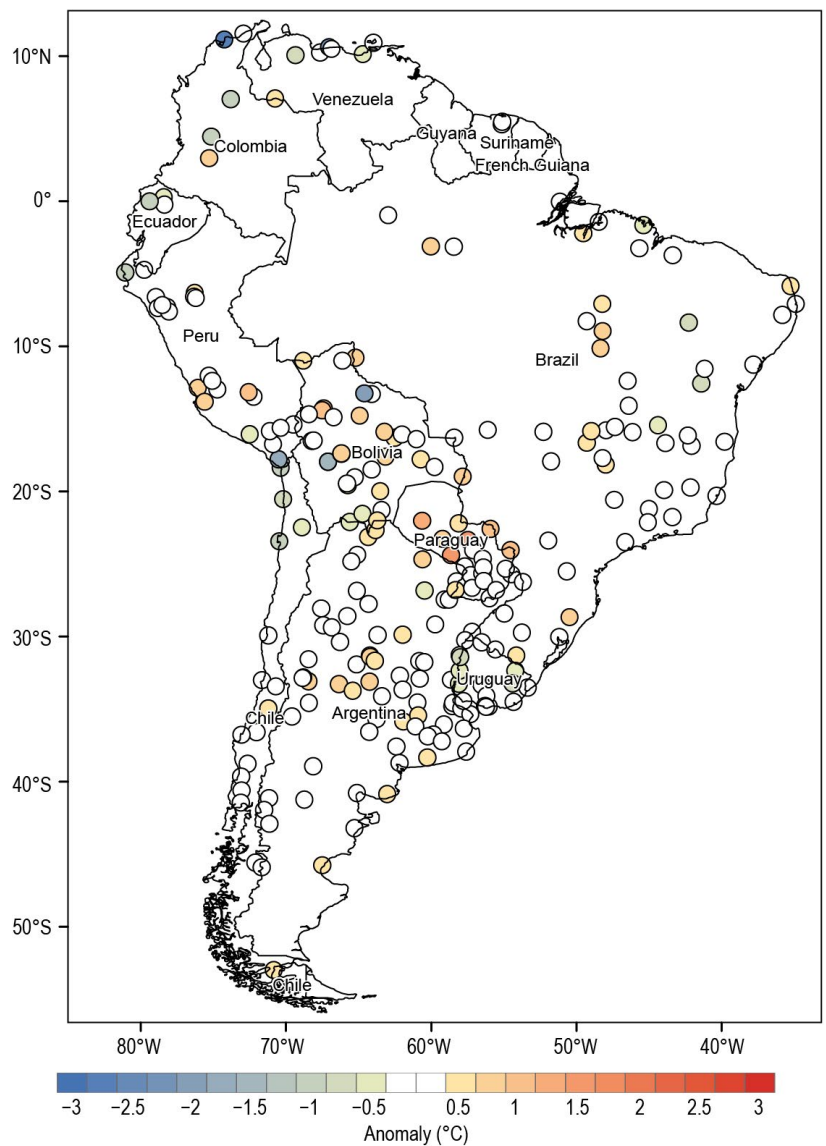 10°N
Venezuela
Guyana
Suriname
Colombia
French Guiana
0°
Ecuador
Peru
10°S
Brazil
Bolivia
20°S
Paraguay
30°S
Uruguay
Chile
Argentina
40°S
50°S
Chile
80°W 70°W 60°W 50°W 40°W
−3 −2.5 −2 −1.5 −1 −0.5 0.5 1 1.5 2 2.5 3
Anomaly (°C)